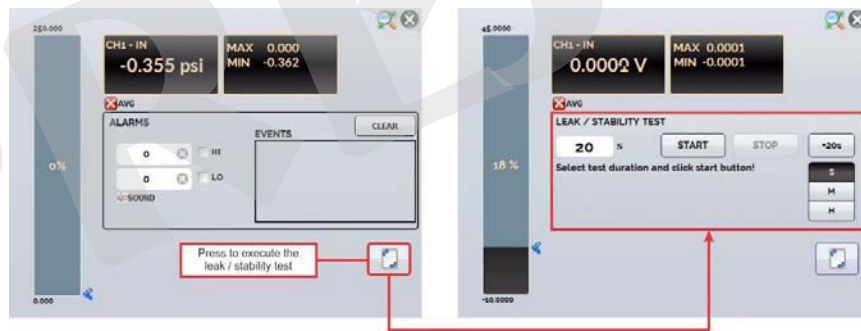 250.000
CH1 - IN
-0.355 psi
MAX 0.000
MIN -0.362
AVG
ALARMS
EVENTS
CLEAR
0 HI
0 LO
SOUND
0%
Press to execute the
leak / stability test
0.000
45.0000
CH1 - IN
0.0002 V
MAX 0.0001
MIN -0.0001
AVG
LEAK / STABILITY TEST
20 s START STOP +20s
Select test duration and click start button!
S
M
H
18 %
-10.0000